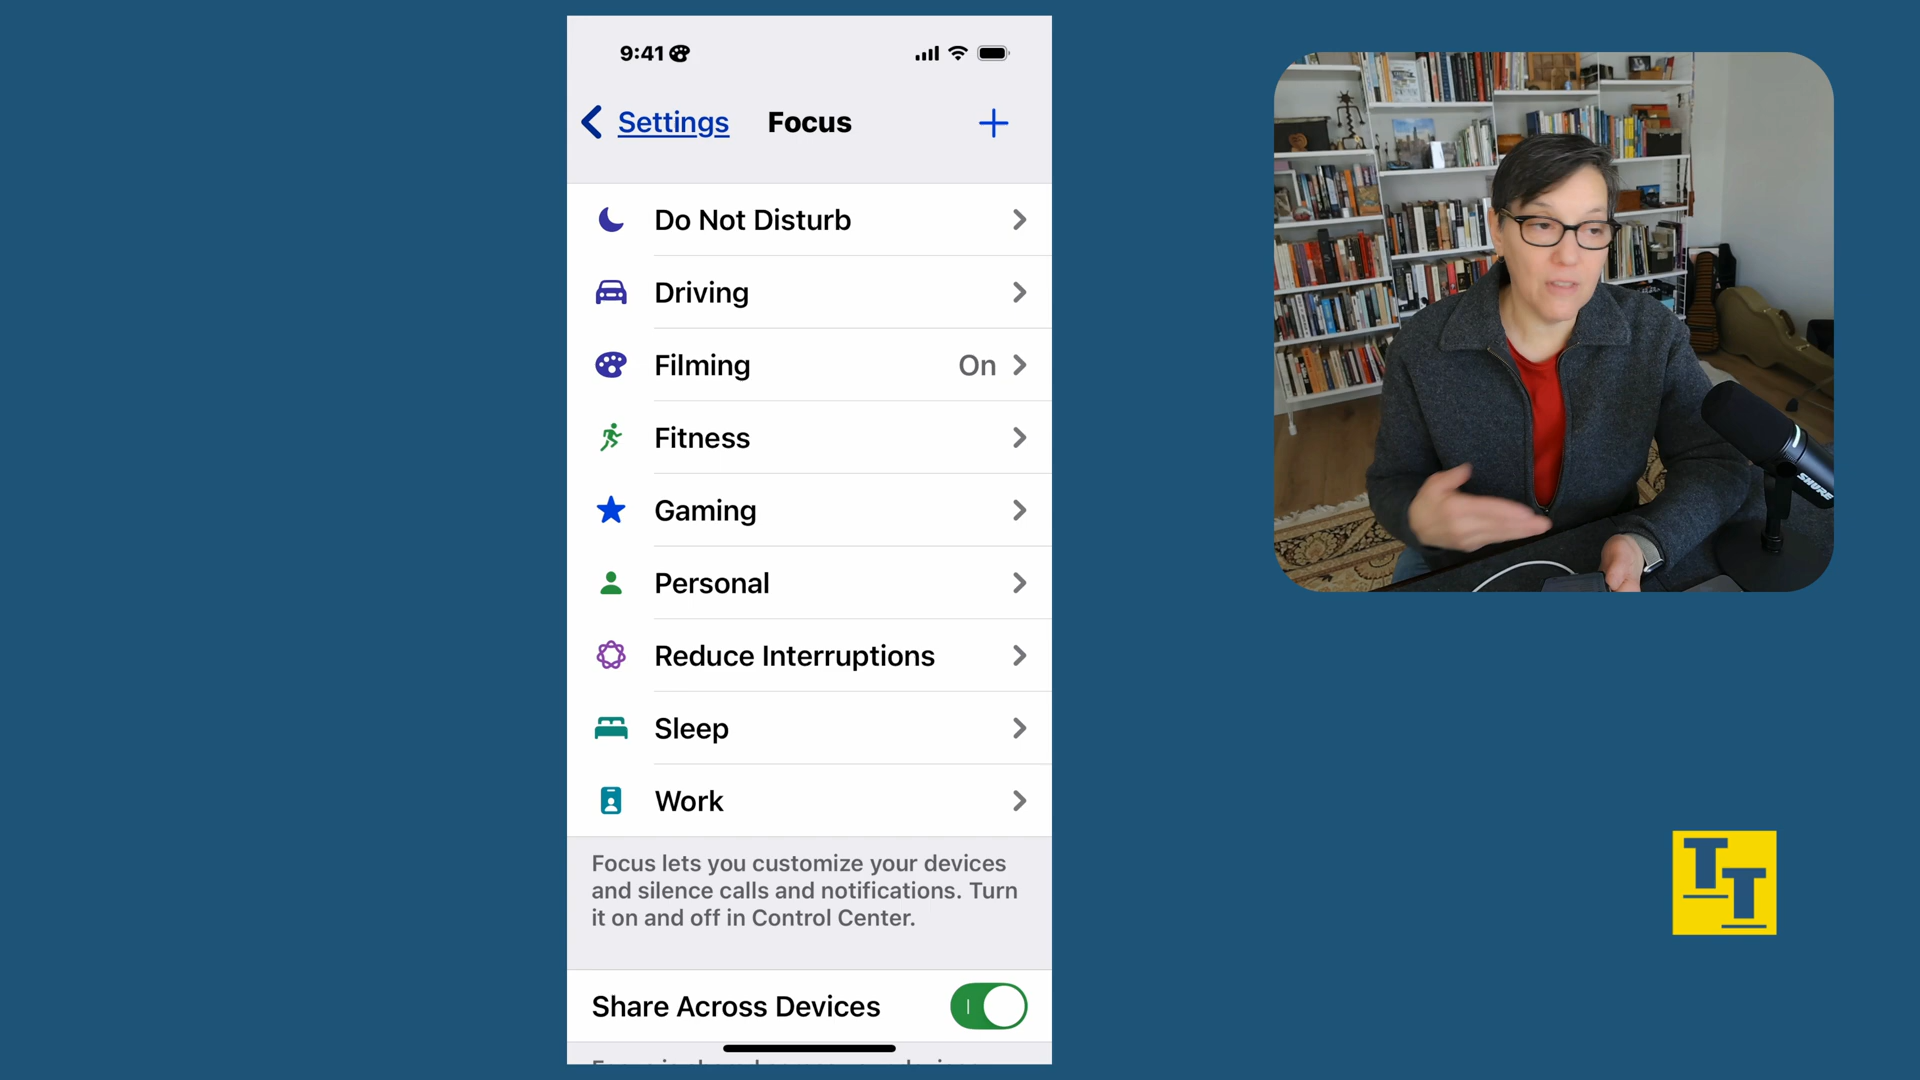 9:41
Settings
Focus
Do Not Disturb
Driving
Filming
On
Fitness
Gaming
Personal
Reduce Interruptions
Sleep
Work
Focus lets you customize your devices
and silence calls and notifications. Turn
it on and off in Control Center.
Share Across Devices
SHURE
TT